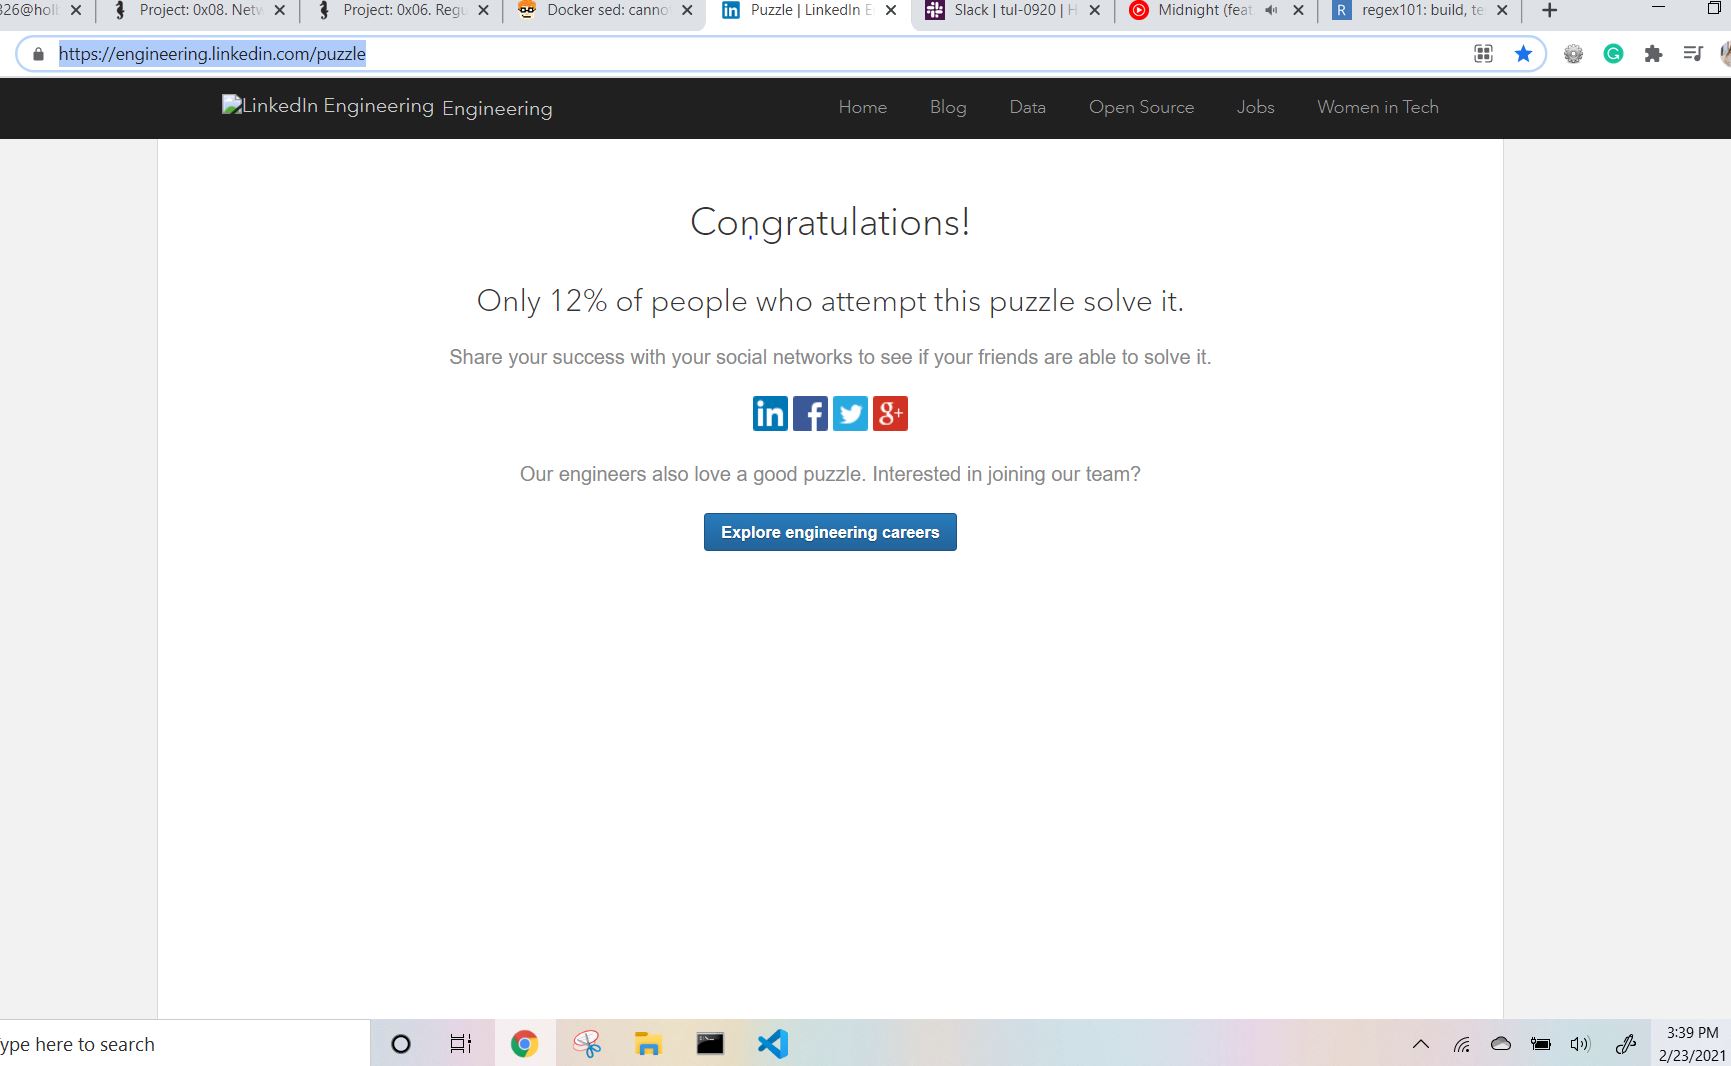 326@holb
Project: 0x08. Netw
Project: 0x06. Regu
Docker sed: canno
Puzzle | LinkedIn E
Slack | tul-0920 | H
Midnight (feat.
regex101: build, te
https://engineering.linkedin.com/puzzle
LinkedIn Engineering Engineering
Home Blog Data Open Source Jobs Women in Tech
Congratulations!
Only 12% of people who attempt this puzzle solve it.
Share your success with your social networks to see if your friends are able to solve it.
in f g+
Our engineers also love a good puzzle. Interested in joining our team?
Explore engineering careers
ype here to search
3:39 PM
2/23/2021